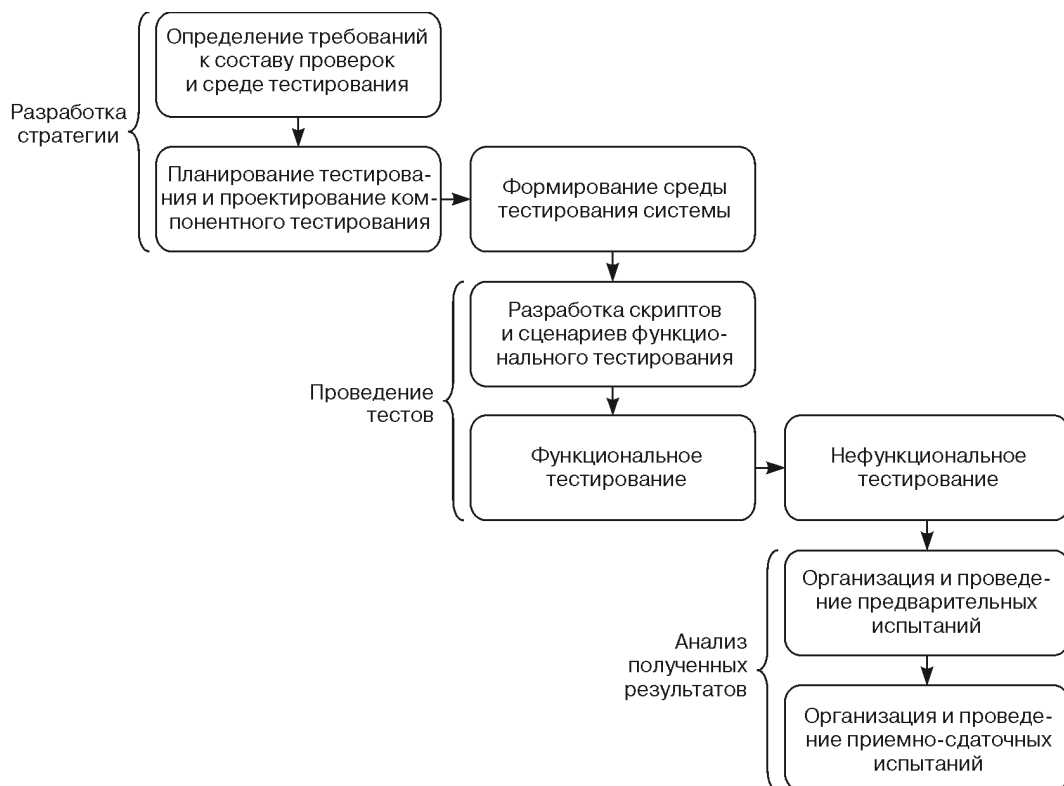 Определение требований
к составу проверок
и среде тестирования
Разработка
стратегии
Планирование тестирова-
ния и проектирование ком-
понентного тестирования
Формирование среды
тестирования системы
Разработка скриптов
и сценариев функцио-
нального тестирования
Проведение
тестов
Функциональное
тестирование
Нефункциональное
тестирование
Организация и проведе-
ние предварительных
испытаний
Анализ
полученных
результатов
Организация и проведе-
ние приемно-сдаточных
испытаний